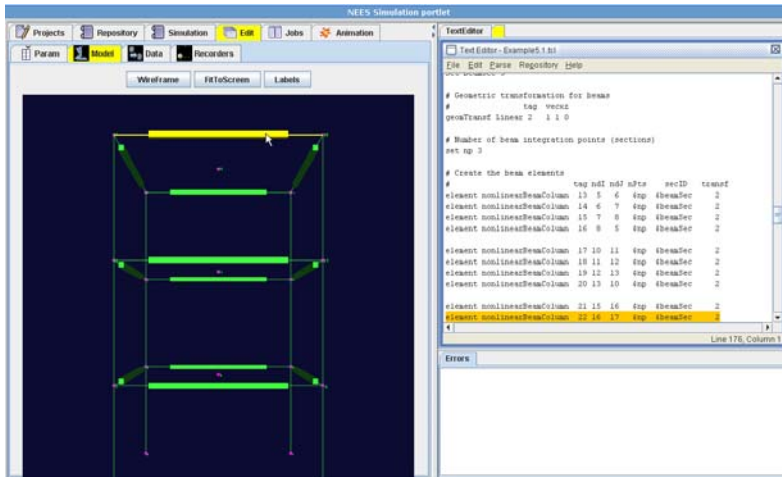 NEES Simulation portlet
Projects Repository Simulation Edit Jobs Animation
Param Model Data Recorders
WireFrame FitToScreen Labels
TextEditor
Text Editor - Example5.1.tcl
File Edit Parse Repository Help
# Geometric transformation for beams
# tag vecxz
geomTransf Linear 2 1 1 0
# Number of beam integration points (sections)
set np 3
# Create the beam elements
# tag ndI ndJ nPts secID transf
element nonlinearBeamColumn 13 5 6 $np $beamSec 2
element nonlinearBeamColumn 14 6 7 $np $beamSec 2
element nonlinearBeamColumn 15 7 8 $np $beamSec 2
element nonlinearBeamColumn 16 8 5 $np $beamSec 2
element nonlinearBeamColumn 17 10 11 $np $beamSec 2
element nonlinearBeamColumn 18 11 12 $np $beamSec 2
element nonlinearBeamColumn 19 12 13 $np $beamSec 2
element nonlinearBeamColumn 20 13 10 $np $beamSec 2
element nonlinearBeamColumn 21 15 16 $np $beamSec 2
element nonlinearBeamColumn 22 16 17 $np $beamSec 2
Line 176, Column 1
Errors